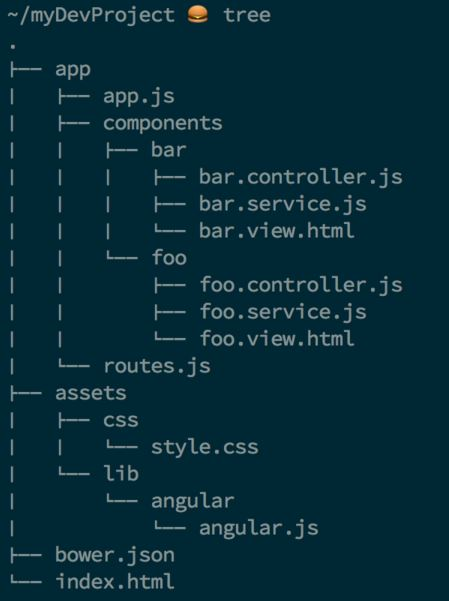 ~/myDevProject 🍔 tree
.
├── app
│   ├── app.js
│   ├── components
│   │   ├── bar
│   │   │   ├── bar.controller.js
│   │   │   ├── bar.service.js
│   │   │   └── bar.view.html
│   │   └── foo
│   │       ├── foo.controller.js
│   │       ├── foo.service.js
│   │       └── foo.view.html
│   └── routes.js
├── assets
│   ├── css
│   │   └── style.css
│   └── lib
│       └── angular
│           └── angular.js
├── bower.json
└── index.html